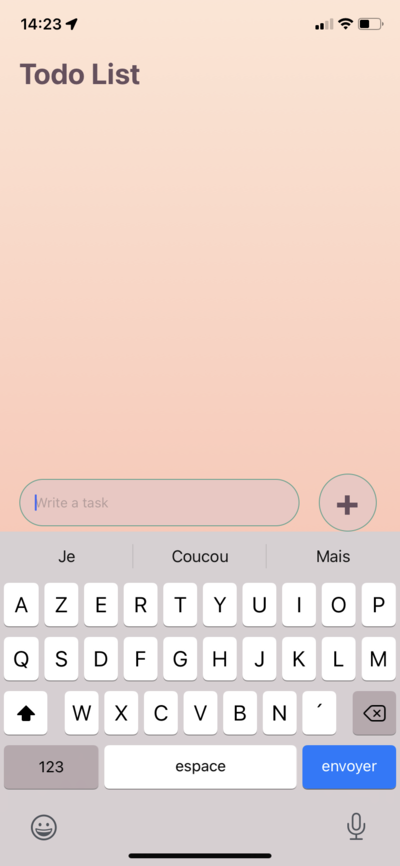 14:23
Todo List
Write a task
Je Coucou Mais
A Z E R T Y U I O P
Q S D F G H J K L M
W X C V B N ´
123 espace envoyer